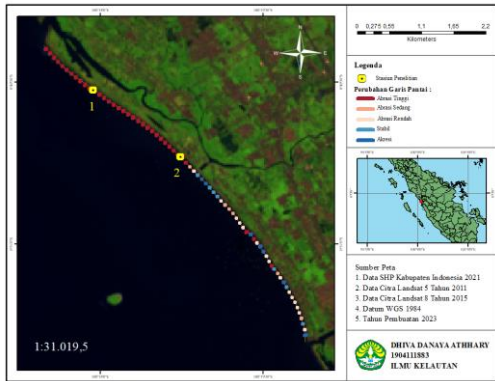 1
2
1:31.019,5
N
W
E
S
0 0,275 0,55 1,1 1,65 2,2
Kilometers
Legenda
Stasiun Penelitian
Perubahan Garis Pantai :
Abrasi Tinggi
Abrasi Sedang
Abrasi Rendah
Stabil
Akresi
Sumber Peta
1. Data SHP Kabupaten Indonesia 2021
2. Data Citra Landsat 5 Tahun 2011
3. Data Citra Landsat 8 Tahun 2015
4. Datum WGS 1984
5. Tahun Pembuatan 2023
DHIVA DANAYA ATHHARY
1904111883
ILMU KELAUTAN